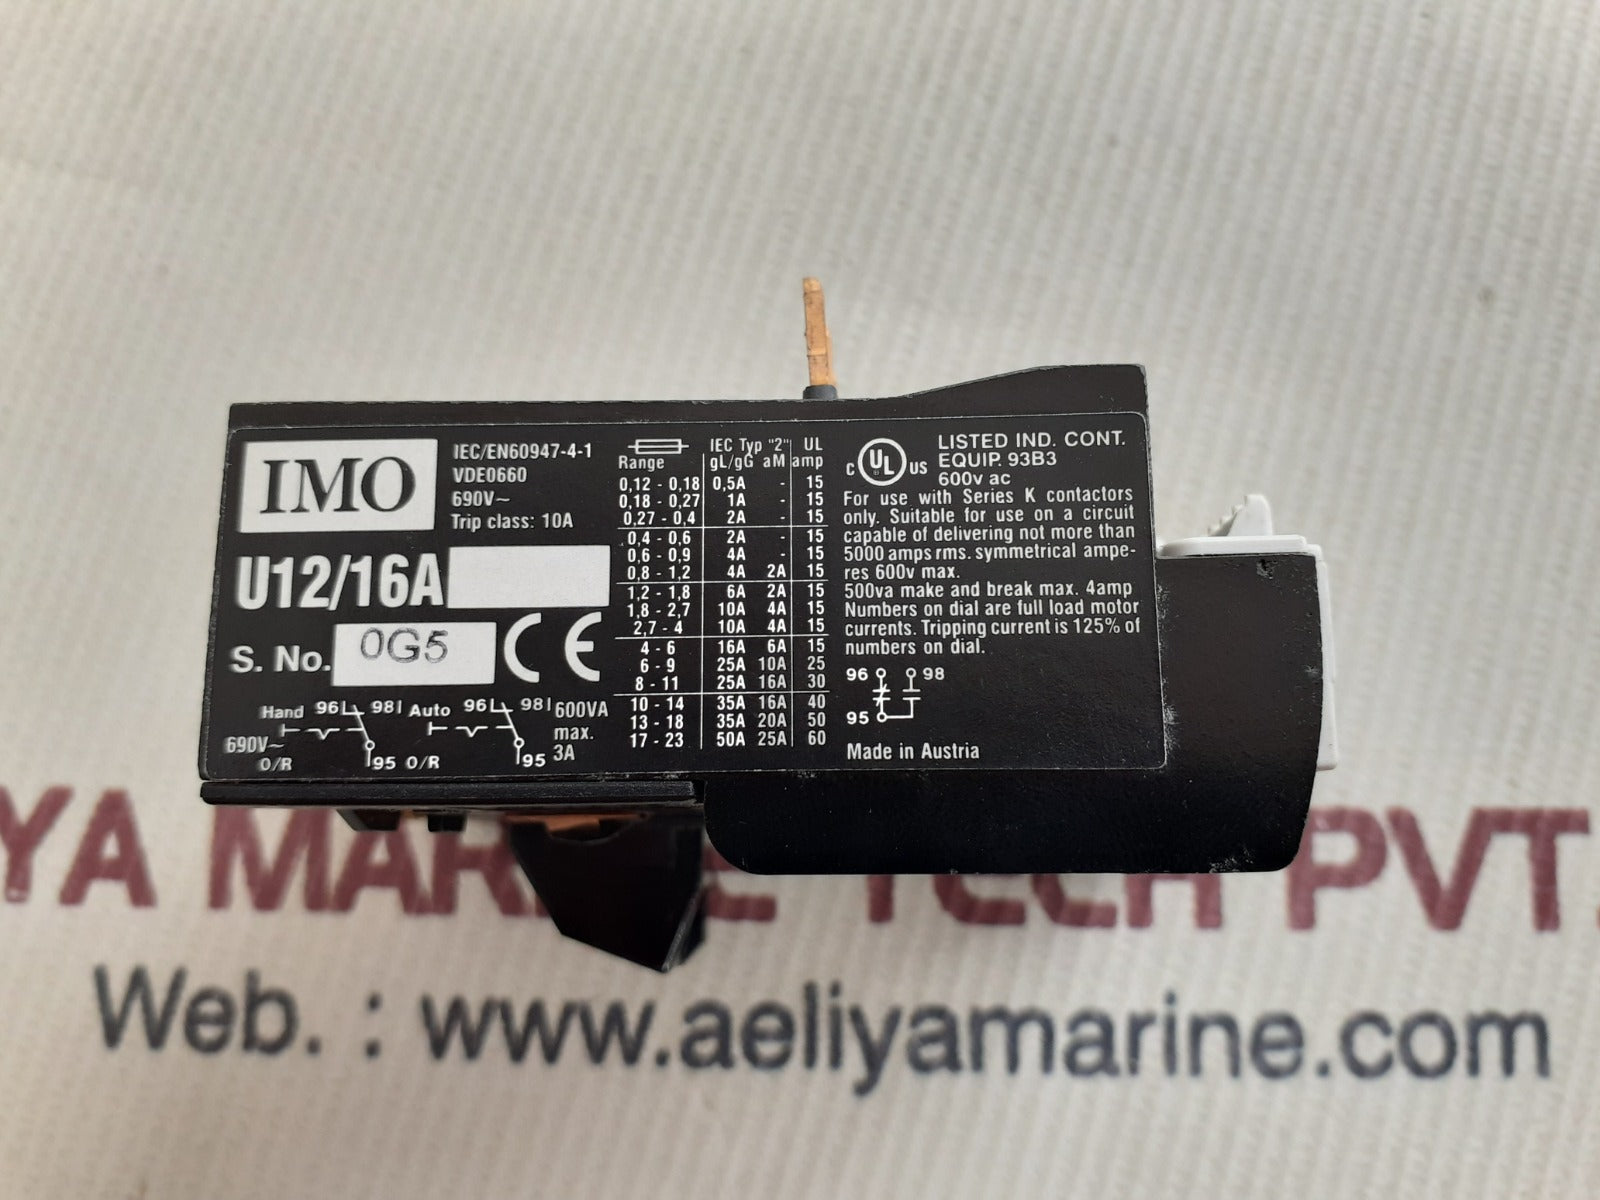 IMO
IEC/EN60947-4-1
VDE0660
690V~
Trip class: 10A
U12/16A
S. No. 0G5
CE
Hand 96 98 Auto 96 98 600VA
max.
690V~ 3A
O/R 95 O/R 95
IEC Typ "2" UL
Range gL/gG aM amp
0,12 - 0,18 0,5A - 15
0,18 - 0,27 1A - 15
0,27 - 0,4 2A - 15
0,4 - 0,6 2A - 15
0,6 - 0,9 4A - 15
0,8 - 1,2 4A 2A 15
1,2 - 1,8 6A 2A 15
1,8 - 2,7 10A 4A 15
2,7 - 4 10A 4A 15
4 - 6 16A 6A 15
6 - 9 25A 10A 25
8 - 11 25A 16A 30
10 - 14 35A 16A 40
13 - 18 35A 20A 50
17 - 23 50A 25A 60
C UL US LISTED IND. CONT.
EQUIP. 93B3
600v ac
For use with Series K contactors
only. Suitable for use on a circuit
capable of delivering not more than
5000 amps rms. symmetrical ampe-
res 600v max.
500va make and break max. 4amp
Numbers on dial are full load motor
currents. Tripping current is 125% of
numbers on dial.
96 98
95
Made in Austria
YA MARINE TECH PVT.
Web. : www.aeliyamarine.com